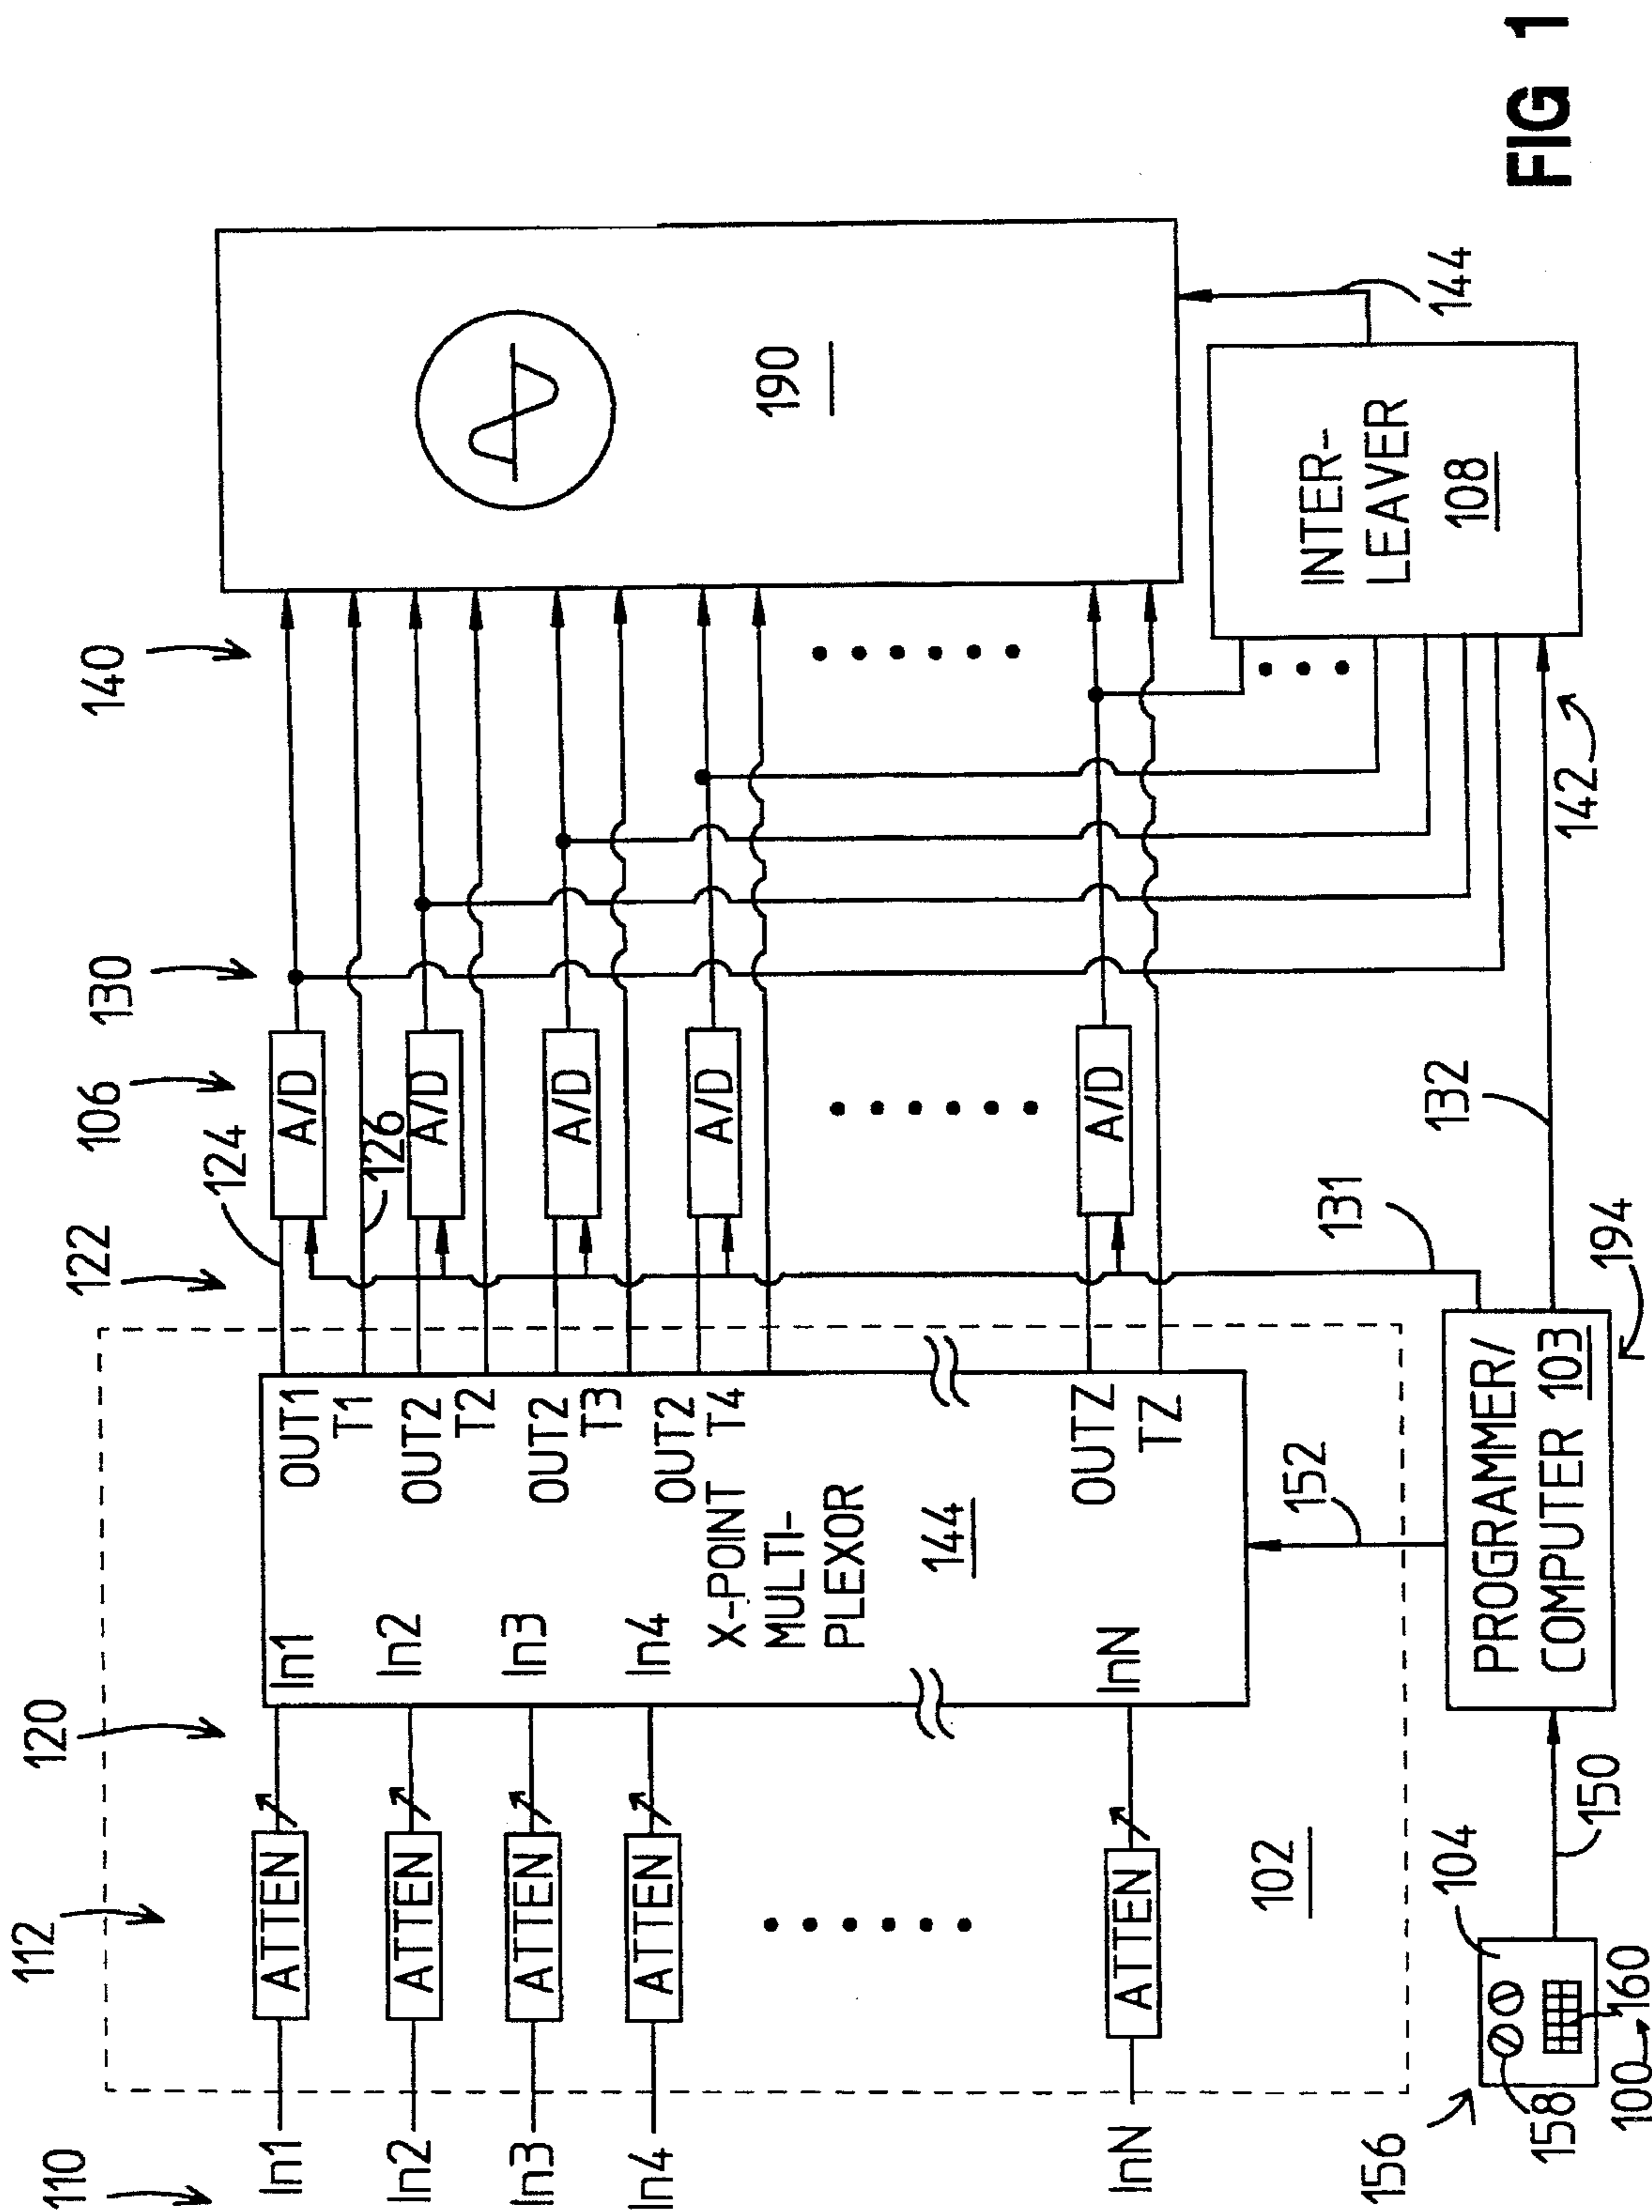 110
112
120
122
106
130
140
124
126
In1
In2
In3
In4
InN
ATTEN
ATTEN
ATTEN
ATTEN
ATTEN
In1
In2
In3
In4
InN
X-POINT
MULTI-
PLEXOR
144
OUT1
T1
OUT2
T2
OUT2
T3
OUT2
T4
OUTZ
TZ
A/D
A/D
A/D
A/D
A/D
190
102
152
131
132
142
144
INTER-
LEAVER
108
PROGRAMMER/
COMPUTER 103
194
150
104
156
158
160
100
FIG 1